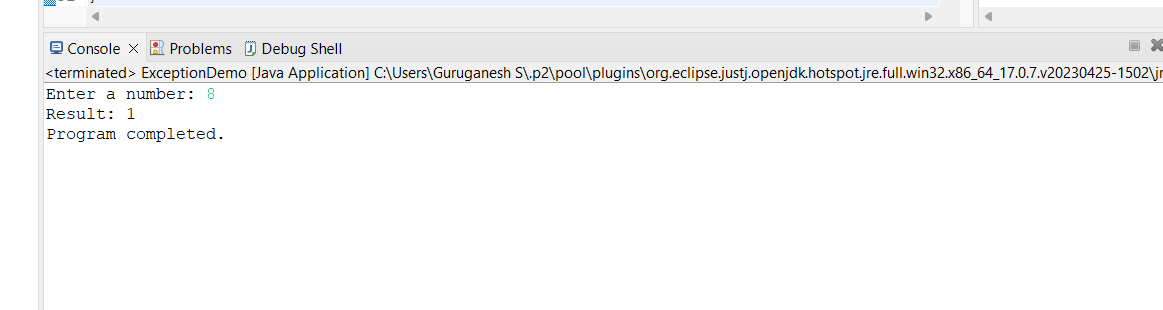 Console Problems Debug Shell
<terminated> ExceptionDemo [Java Application] C:\Users\Guruganesh S\.p2\pool\plugins\org.eclipse.justj.openjdk.hotspot.jre.full.win32.x86_64_17.0.7.v20230425-1502\jr
Enter a number: 8
Result: 1
Program completed.